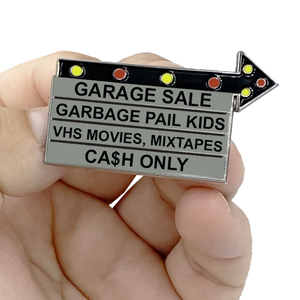 GARAGE SALE
GARBAGE PAIL KIDS
VHS MOVIES, MIXTAPES
CA$H ONLY